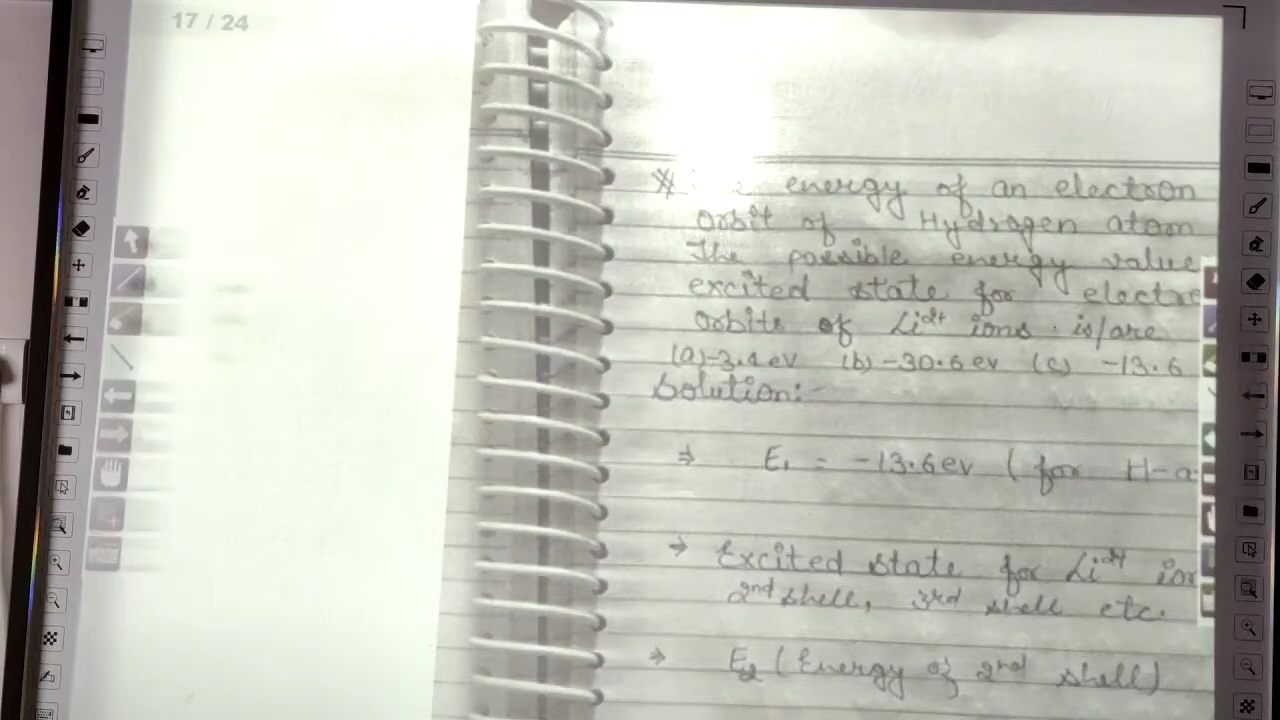 17 / 24
energy of an electron
orbit of Hydrogen atom
The possible energy value
excited state for electro
orbits of Li2+ ions is/are
(a) -3.4 ev (b) -30.6 ev (c) -13.6
Solution:-
⇒ E1 = -13.6 ev (for H-a
→ Excited state for Li2+ ion
2nd shell, 3rd shell etc.
→ E2 (Energy of 2nd shell)